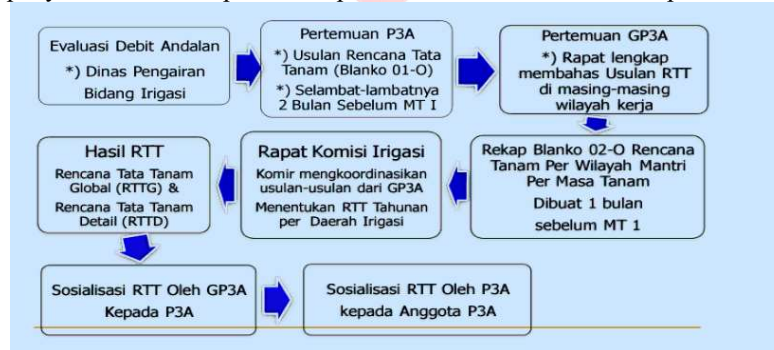 Evaluasi Debit Andalan
*) Dinas Pengairan
Bidang Irigasi
Pertemuan P3A
*) Usulan Rencana Tata
Tanam (Blanko 01-O)
*) Selambat-lambatnya
2 Bulan Sebelum MT I
Pertemuan GP3A
*) Rapat lengkap
membahas Usulan RTT
di masing-masing
wilayah kerja
Rekap Blanko 02-O Rencana
Tanam Per Wilayah Mantri
Per Masa Tanam
Dibuat 1 bulan
sebelum MT 1
Rapat Komisi Irigasi
Komir mengkoordinasikan
usulan-usulan dari GP3A
Menentukan RTT Tahunan
per Daerah Irigasi
Hasil RTT
Rencana Tata Tanam
Global (RTTG) &
Rencana Tata Tanam
Detail (RTTD)
Sosialisasi RTT Oleh GP3A
Kepada P3A
Sosialisasi RTT Oleh P3A
kepada Anggota P3A